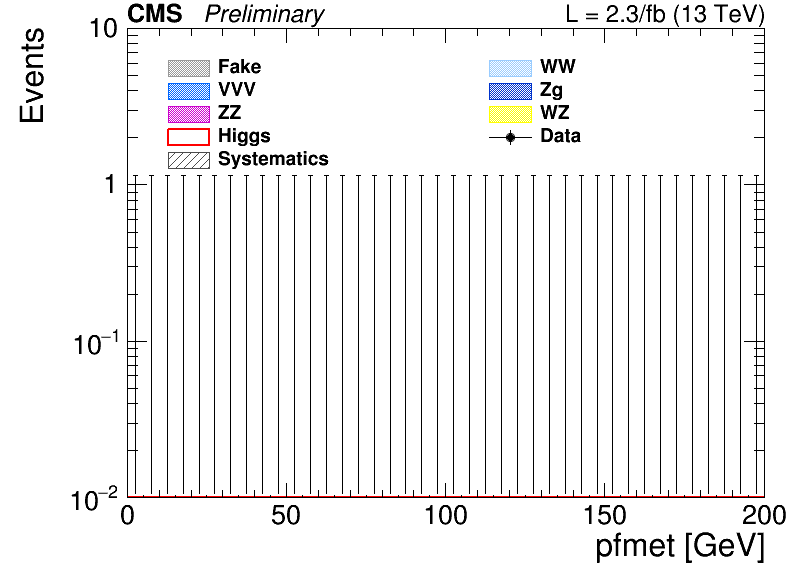 CMS Preliminary L = 2.3/fb (13 TeV)
Events
10
1
10−1
10−2
Fake WW
VVV Zg
ZZ WZ
Higgs Data
Systematics
0 50 100 150 200
pfmet [GeV]